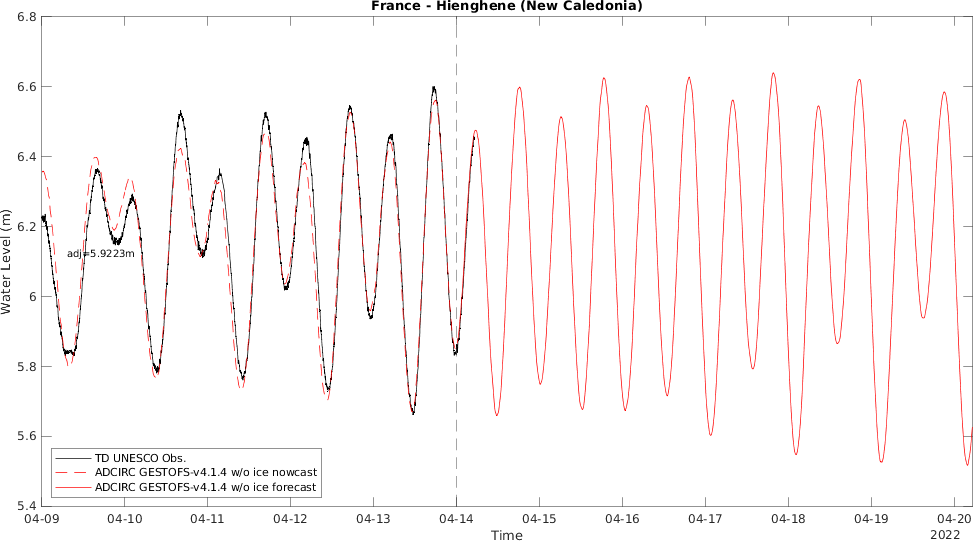 France - Hienghene (New Caledonia)
Water Level (m)
6.8
6.6
6.4
6.2
6
5.8
5.6
5.4
adj=5.9223m
TD UNESCO Obs.
ADCIRC GESTOFS-v4.1.4 w/o ice nowcast
ADCIRC GESTOFS-v4.1.4 w/o ice forecast
04-09 04-10 04-11 04-12 04-13 04-14 04-15 04-16 04-17 04-18 04-19 04-20
Time
2022